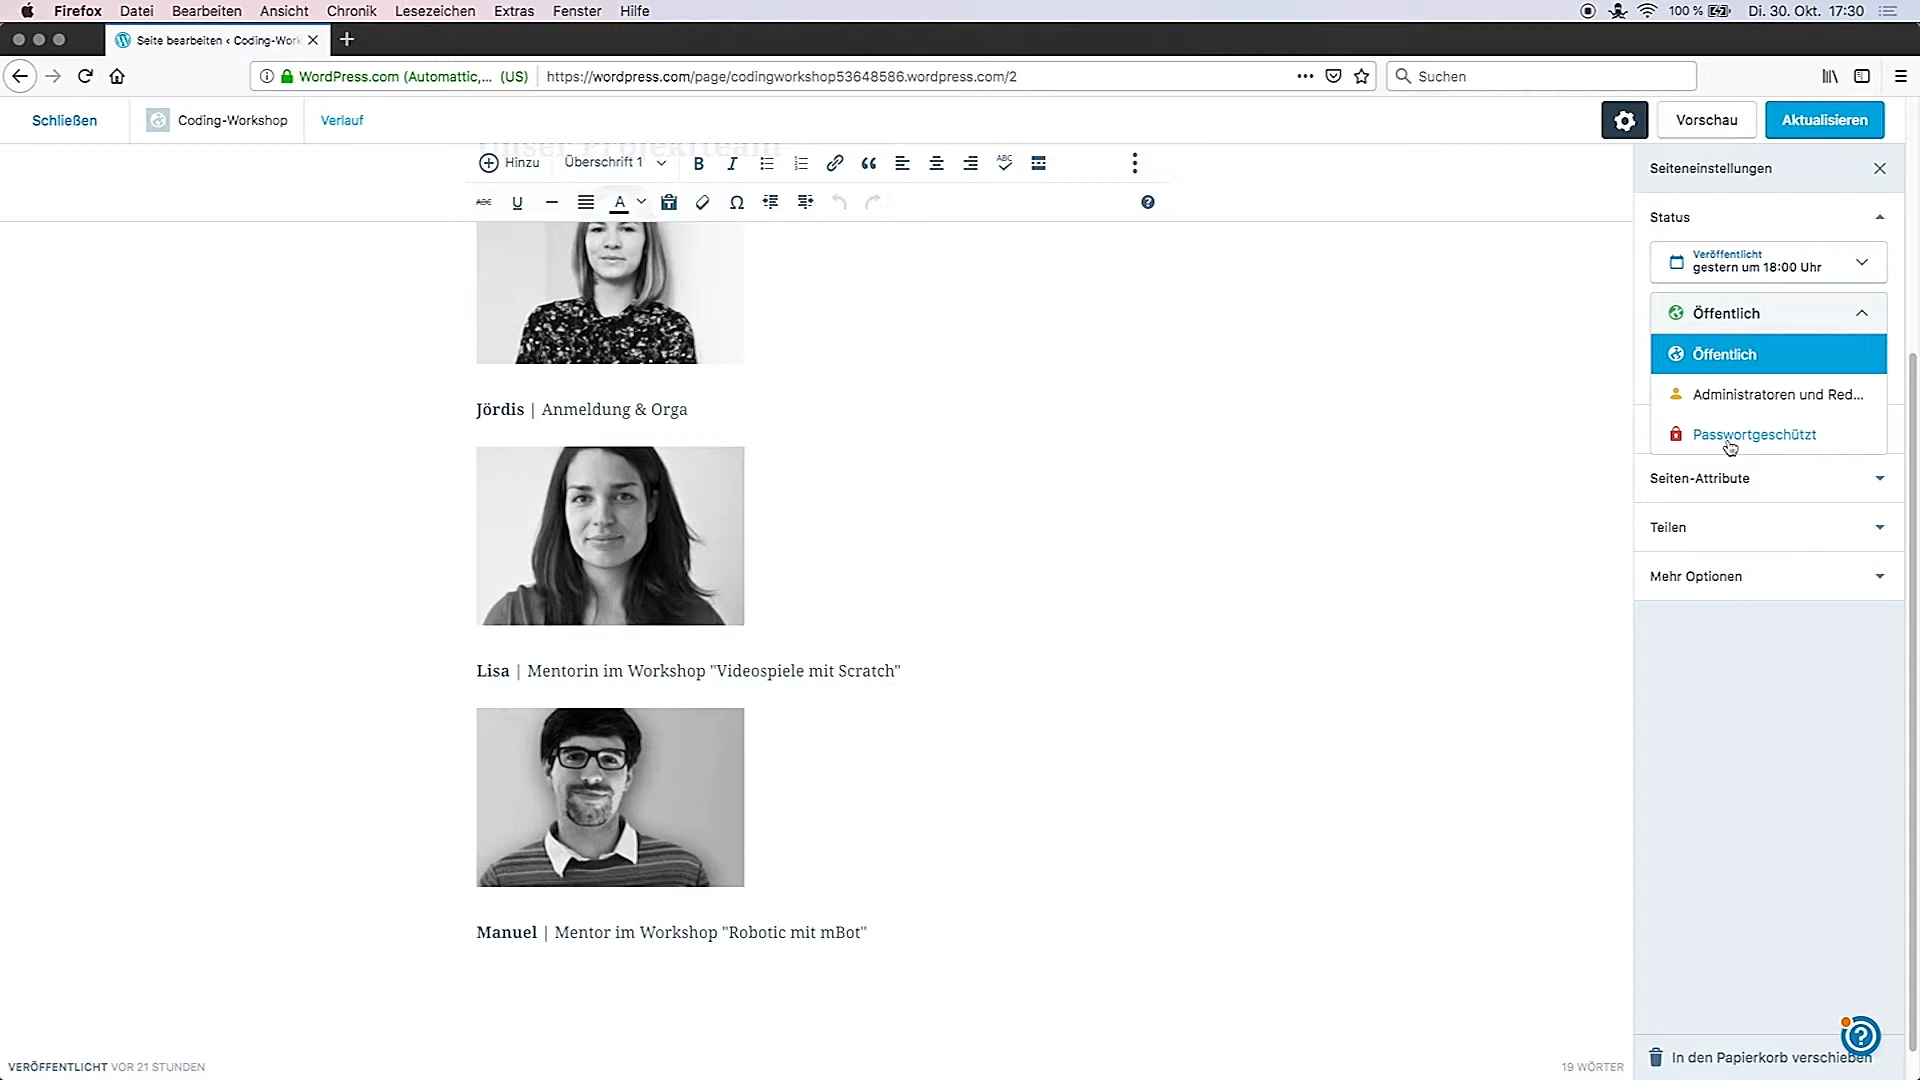 Firefox Datei Bearbeiten Ansicht Chronik Lesezeichen Extras Fenster Hilfe 100 % Di. 30. Okt. 17:30
Seite bearbeiten ‹ Coding-Work
WordPress.com (Automattic,... (US) https://wordpress.com/page/codingworkshop53648586.wordpress.com/2 Suchen
Schließen Coding-Workshop Verlauf Vorschau Aktualisieren
Unser Projektteam
Hinzu Überschrift 1 B I ABC
ABC U A
Seiteneinstellungen
Status
Veröffentlicht
gestern um 18:00 Uhr
Öffentlich
Öffentlich
Administratoren und Red...
Passwortgeschützt
Seiten-Attribute
Teilen
Mehr Optionen
Jördis | Anmeldung & Orga
Lisa | Mentorin im Workshop "Videospiele mit Scratch"
Manuel | Mentor im Workshop "Robotic mit mBot"
VERÖFFENTLICHT VOR 21 STUNDEN
19 WÖRTER
In den Papierkorb verschieben